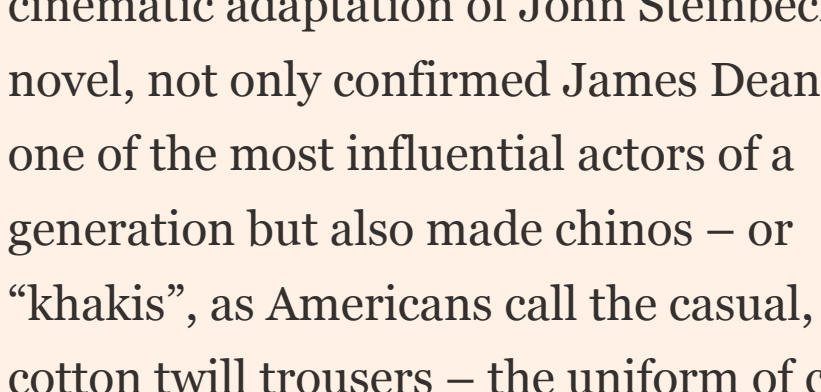 cinematic adaptation of John
novel, not only confirmed James Dean
one of the most influential actors of a
generation but also made chinos – or
“khakis”, as Americans call the casual,
cotton twill trousers – the uniform of